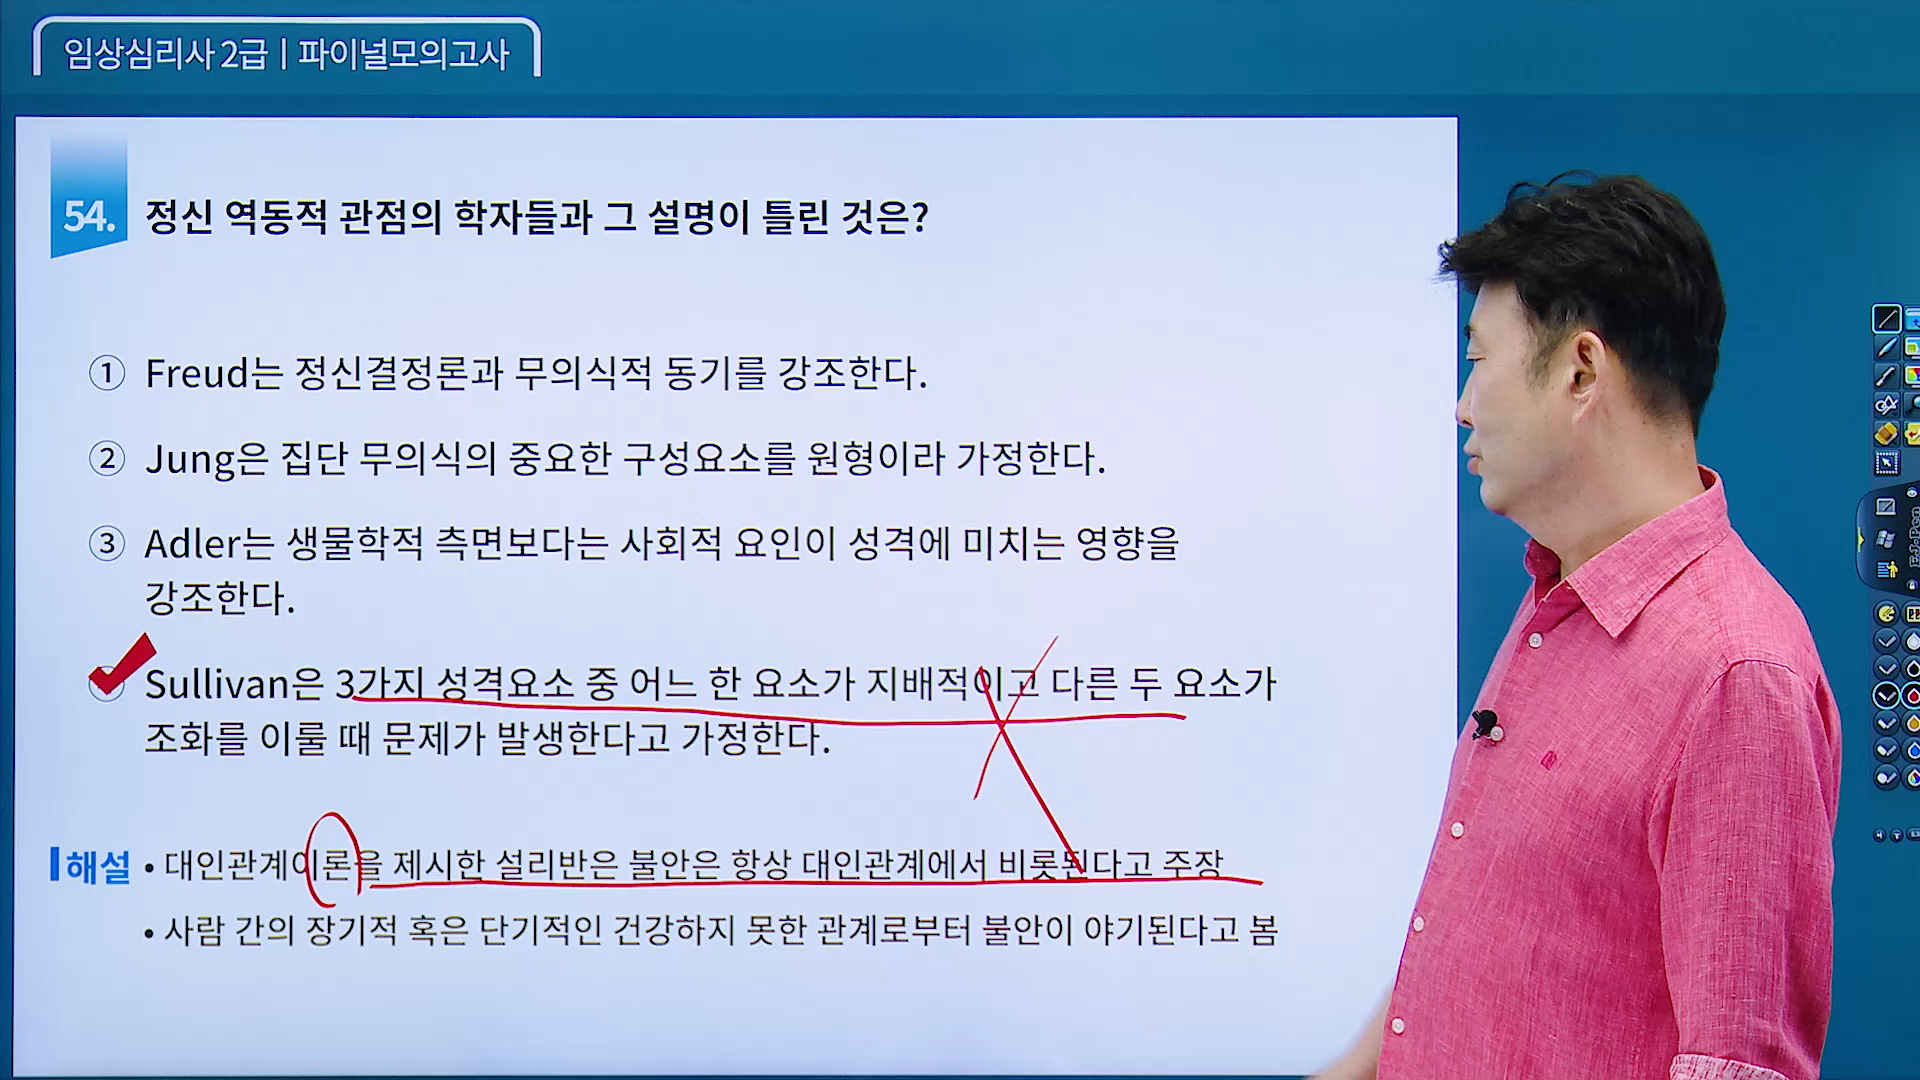 임상심리사 2급 | 파이널모의고사
54. 정신 역동적 관점의 학자들과 그 설명이 틀린 것은?
① Freud는 정신결정론과 무의식적 동기를 강조한다.
② Jung은 집단 무의식의 중요한 구성요소를 원형이라 가정한다.
③ Adler는 생물학적 측면보다는 사회적 요인이 성격에 미치는 영향을
강조한다.
Sullivan은 3가지 성격요소 중 어느 한 요소가 지배적이고 다른 두 요소가
조화를 이룰 때 문제가 발생한다고 가정한다.
해설 • 대인관계이론을 제시한 설리반은 불안은 항상 대인관계에서 비롯된다고 주장
• 사람 간의 장기적 혹은 단기적인 건강하지 못한 관계로부터 불안이 야기된다고 봄